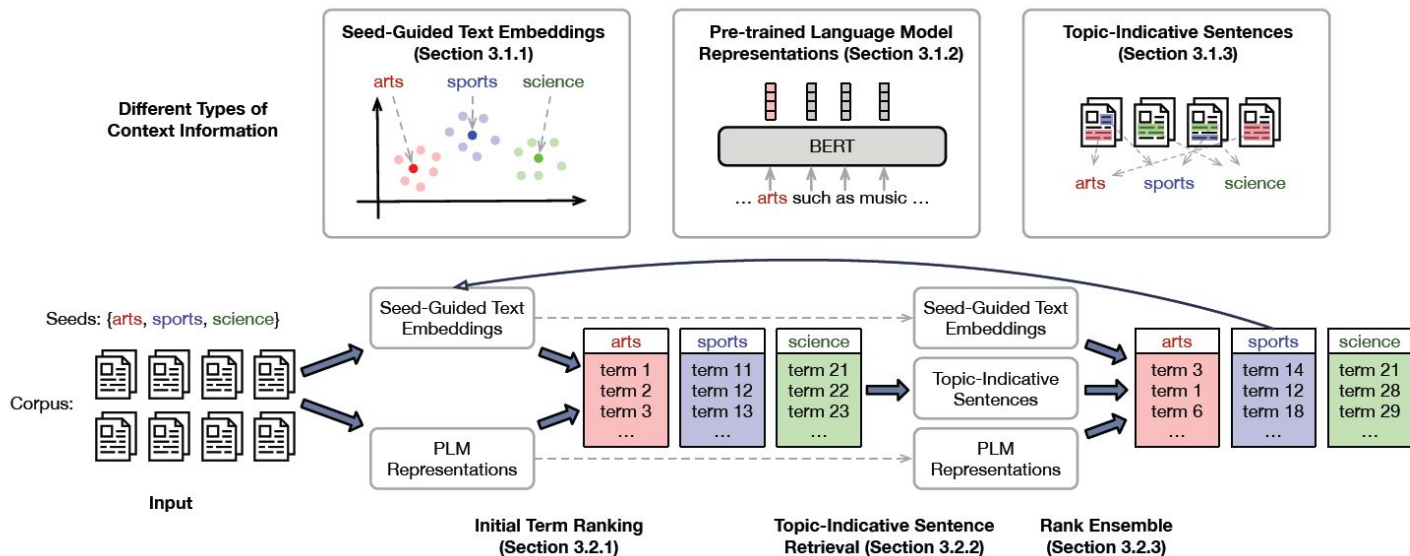 Seed-Guided Text Embeddings
(Section 3.1.1)
arts sports science
Pre-trained Language Model
Representations (Section 3.1.2)
BERT
... arts such as music ...
Topic-Indicative Sentences
(Section 3.1.3)
arts sports science
Different Types of
Context Information
Seeds: {arts, sports, science}
Corpus:
Input
Seed-Guided Text
Embeddings
PLM
Representations
arts
term 1
term 2
term 3
...
sports
term 11
term 12
term 13
...
science
term 21
term 22
term 23
...
Seed-Guided Text
Embeddings
Topic-Indicative
Sentences
PLM
Representations
arts
term 3
term 1
term 6
...
sports
term 14
term 12
term 18
...
science
term 21
term 28
term 29
...
Initial Term Ranking
(Section 3.2.1)
Topic-Indicative Sentence
Retrieval (Section 3.2.2)
Rank Ensemble
(Section 3.2.3)